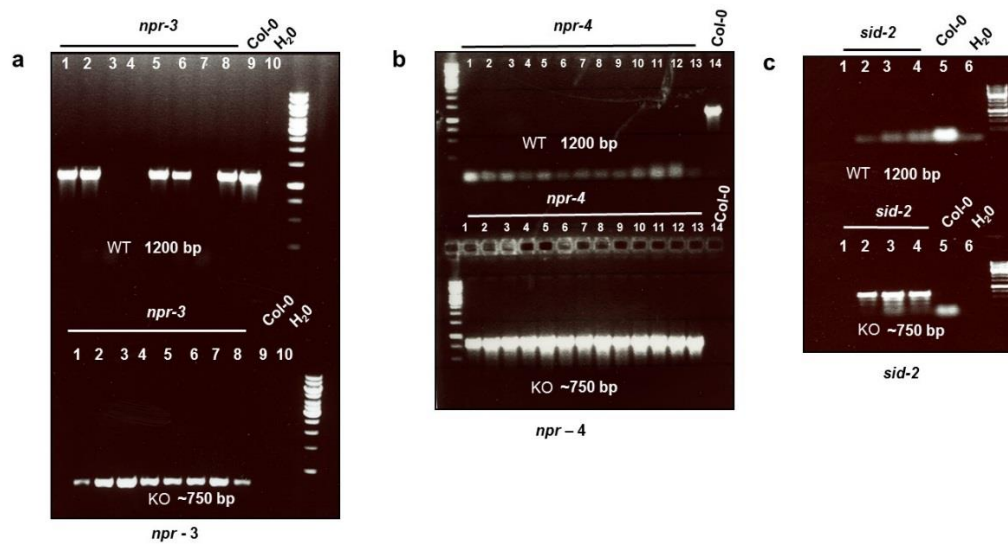 a
npr-3
Col-0
H20
1 2 3 4 5 6 7 8 9 10
WT 1200 bp
npr-3
Col-0
H20
1 2 3 4 5 6 7 8 9 10
KO ~750 bp
npr - 3
b
npr-4
Col-0
1 2 3 4 5 6 7 8 9 10 11 12 13 14
WT 1200 bp
npr-4
Col-0
1 2 3 4 5 6 7 8 9 10 11 12 13 14
KO ~750 bp
npr – 4
c
sid-2
Col-0
H20
1 2 3 4 5 6
WT 1200 bp
sid-2
Col-0
H20
1 2 3 4 5 6
KO ~750 bp
sid-2